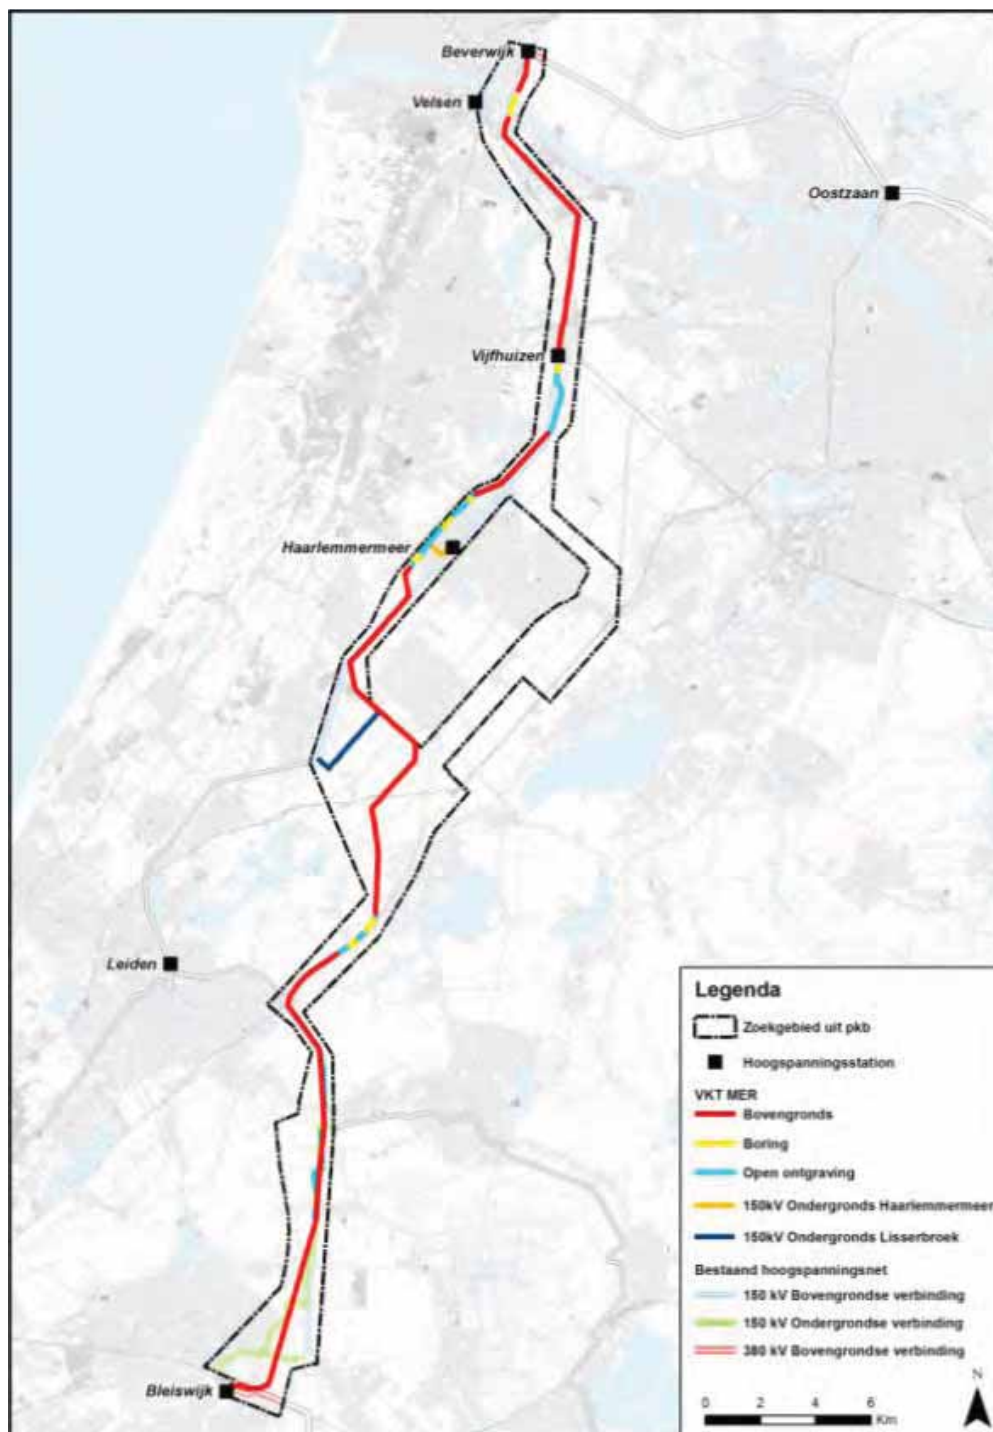 Beverwijk
Velsen
Oostzaan
Vijfhuizen
Haarlemmermeer
Leiden
Bleiswijk
Legenda
Zoekgebied uit pkb
Hoogspanningsstation
VKT MER
Bovengronds
Boring
Open ontgraving
150kV Ondergronds Haarlemmermeer
150kV Ondergronds Lisserbroek
Bestaand hoogspanningsnet
150 kV Bovengrondse verbinding
150 kV Ondergrondse verbinding
380 kV Bovengrondse verbinding
N
0 2 4 6
Km